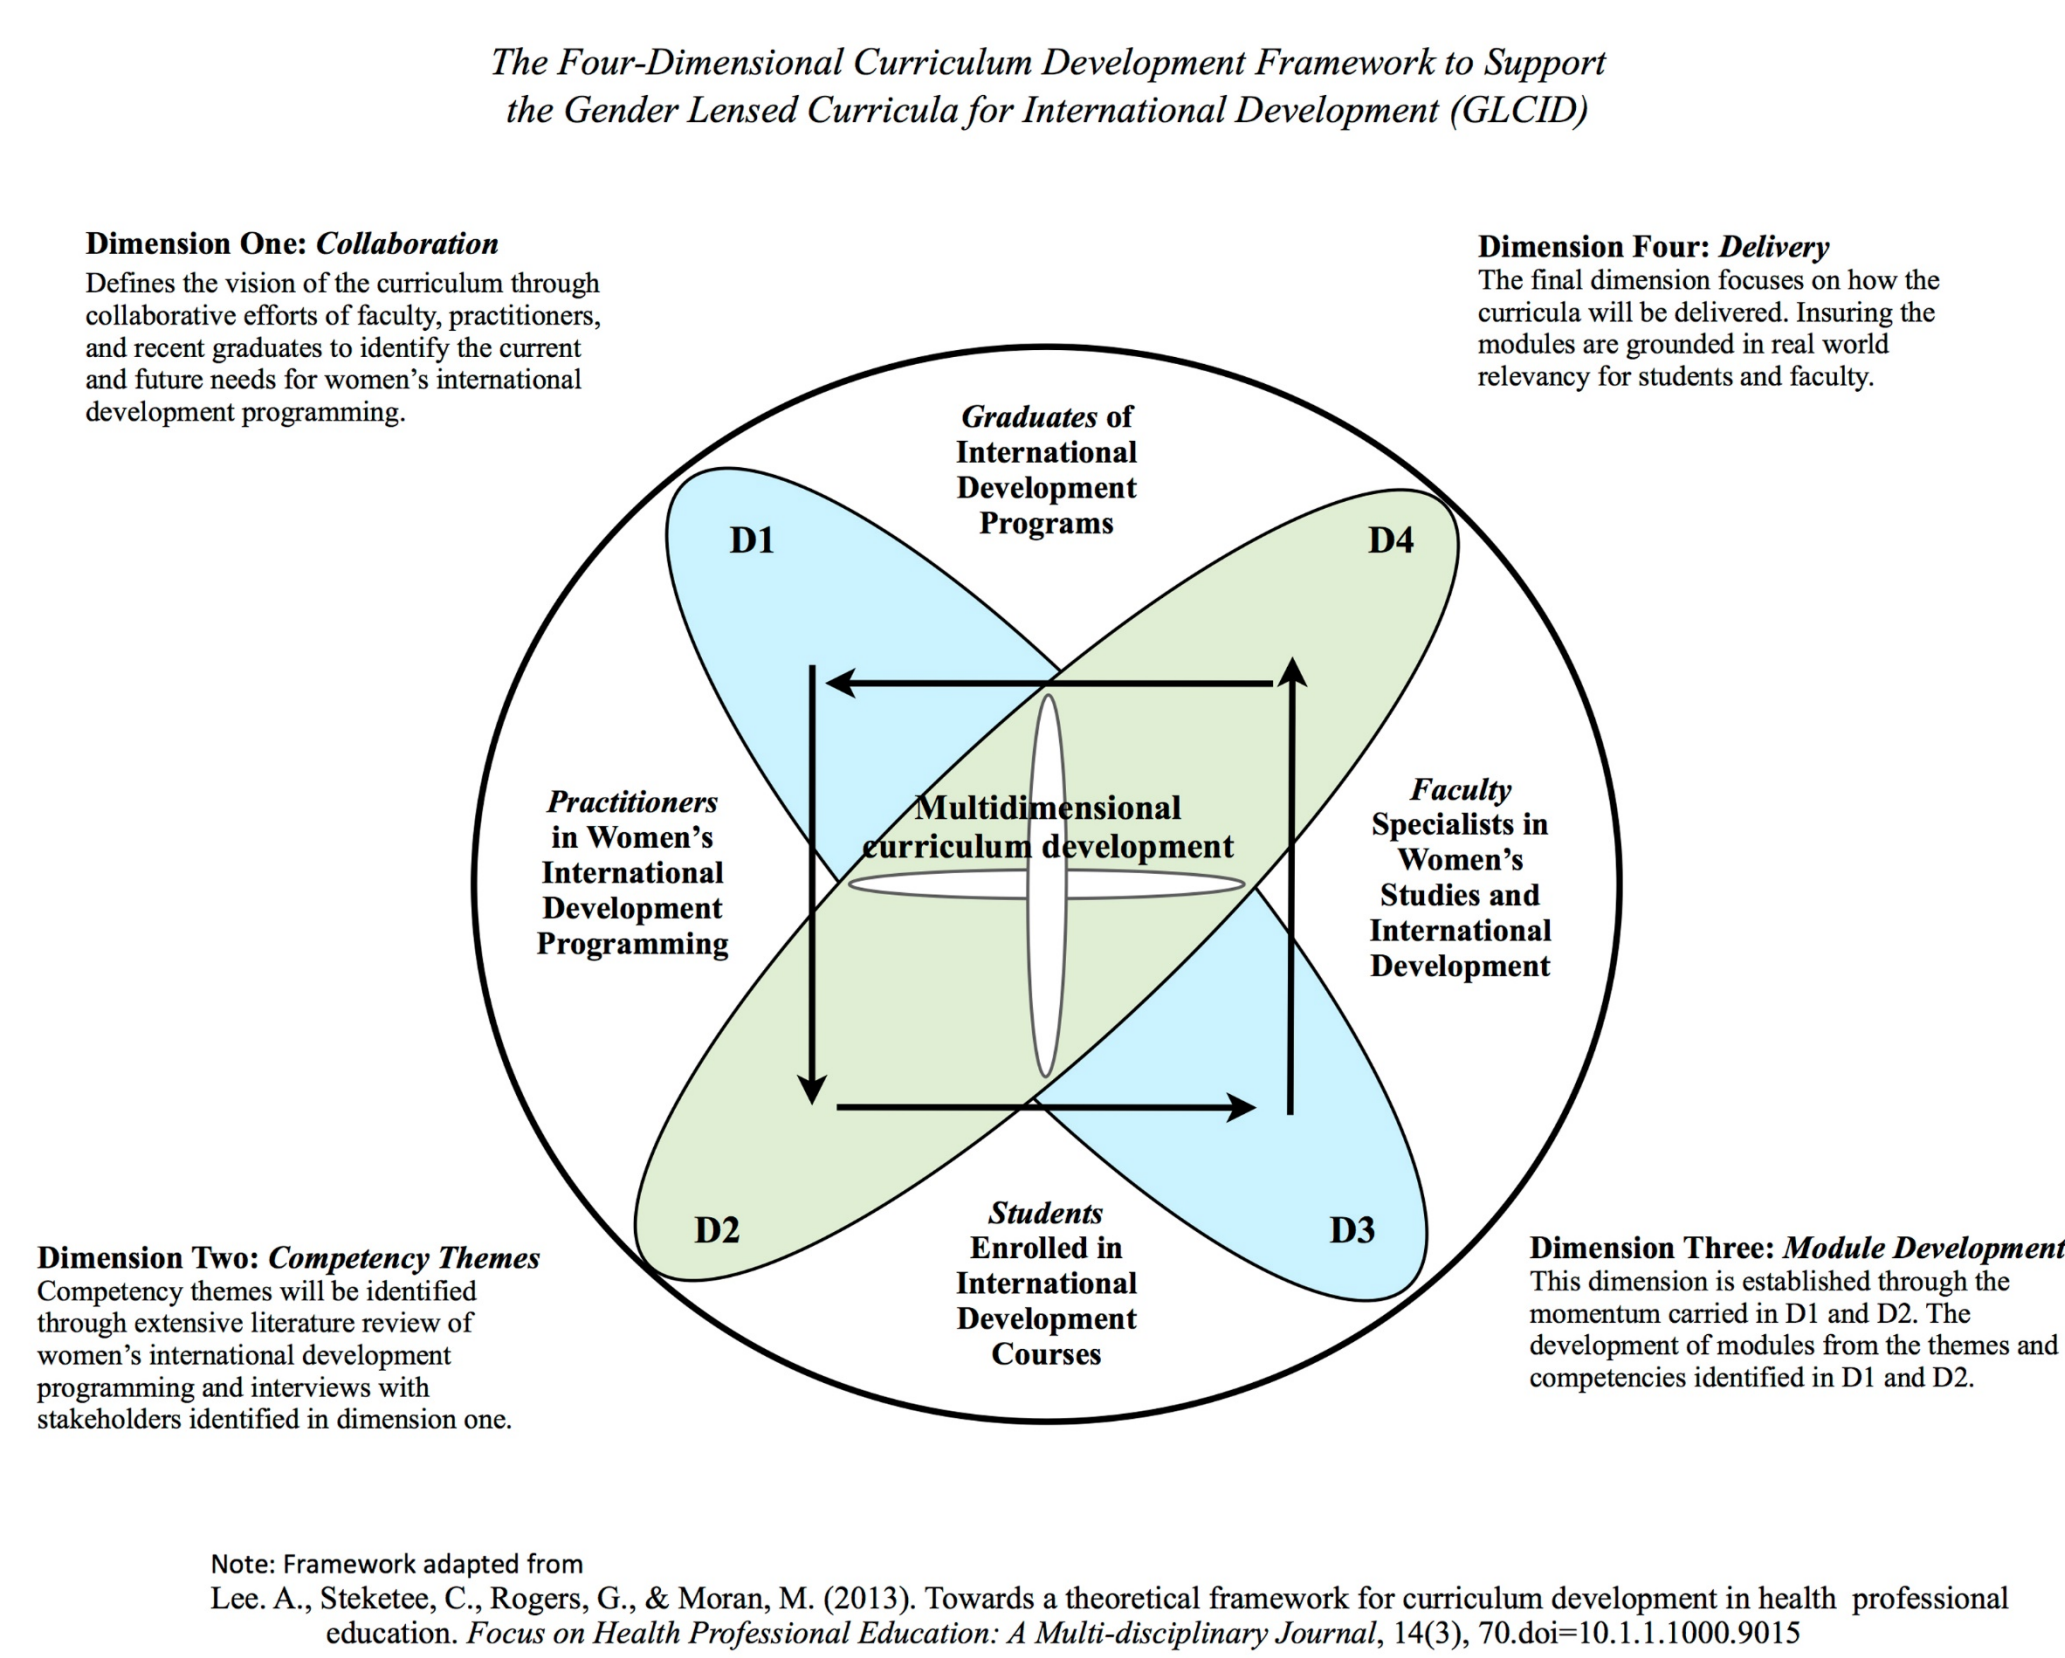 The Four-Dimensional Curriculum Development Framework to Support
the Gender Lensed Curricula for International Development (GLCID)
Dimension One: Collaboration
Defines the vision of the curriculum through
collaborative efforts of faculty, practitioners,
and recent graduates to identify the current
and future needs for women’s international
development programming.
Dimension Four: Delivery
The final dimension focuses on how the
curricula will be delivered. Insuring the
modules are grounded in real world
relevancy for students and faculty.
Graduates of
International
Development
Programs
D1
D4
Practitioners
in Women’s
International
Development
Programming
Multidimensional
curriculum development
Faculty
Specialists in
Women’s
Studies and
International
Development
D2
D3
Students
Enrolled in
International
Development
Courses
Dimension Two: Competency Themes
Competency themes will be identified
through extensive literature review of
women’s international development
programming and interviews with
stakeholders identified in dimension one.
Dimension Three: Module Development
This dimension is established through the
momentum carried in D1 and D2. The
development of modules from the themes and
competencies identified in D1 and D2.
Note: Framework adapted from
Lee. A., Steketee, C., Rogers, G., & Moran, M. (2013). Towards a theoretical framework for curriculum development in health professional
education. Focus on Health Professional Education: A Multi-disciplinary Journal, 14(3), 70.doi=10.1.1.1000.9015